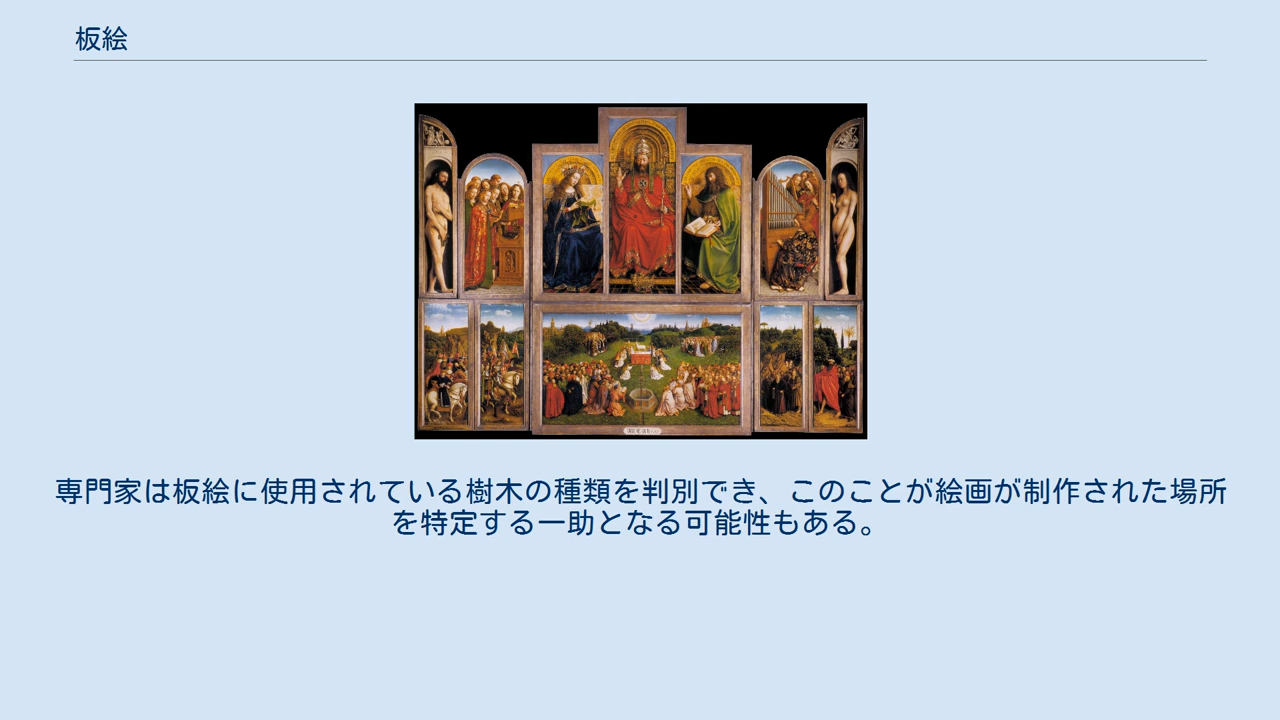 板絵
専門家は板絵に使用されている樹木の種類を判別でき、このことが絵画が制作された場所
を特定する一助となる可能性もある。